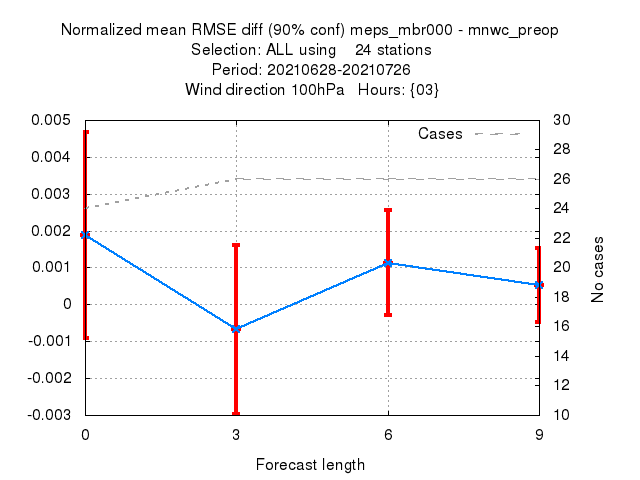 Normalized mean RMSE diff (90% conf) meps_mbr000 - mnwc_preop
Selection: ALL using 24 stations
Period: 20210628-20210726
Wind direction 100hPa Hours: {03}
Cases
0.005
0.004
0.003
0.002
0.001
0
-0.001
-0.002
-0.003
30
28
26
24
22
20
18
16
14
12
10
No cases
0 3 6 9
Forecast length